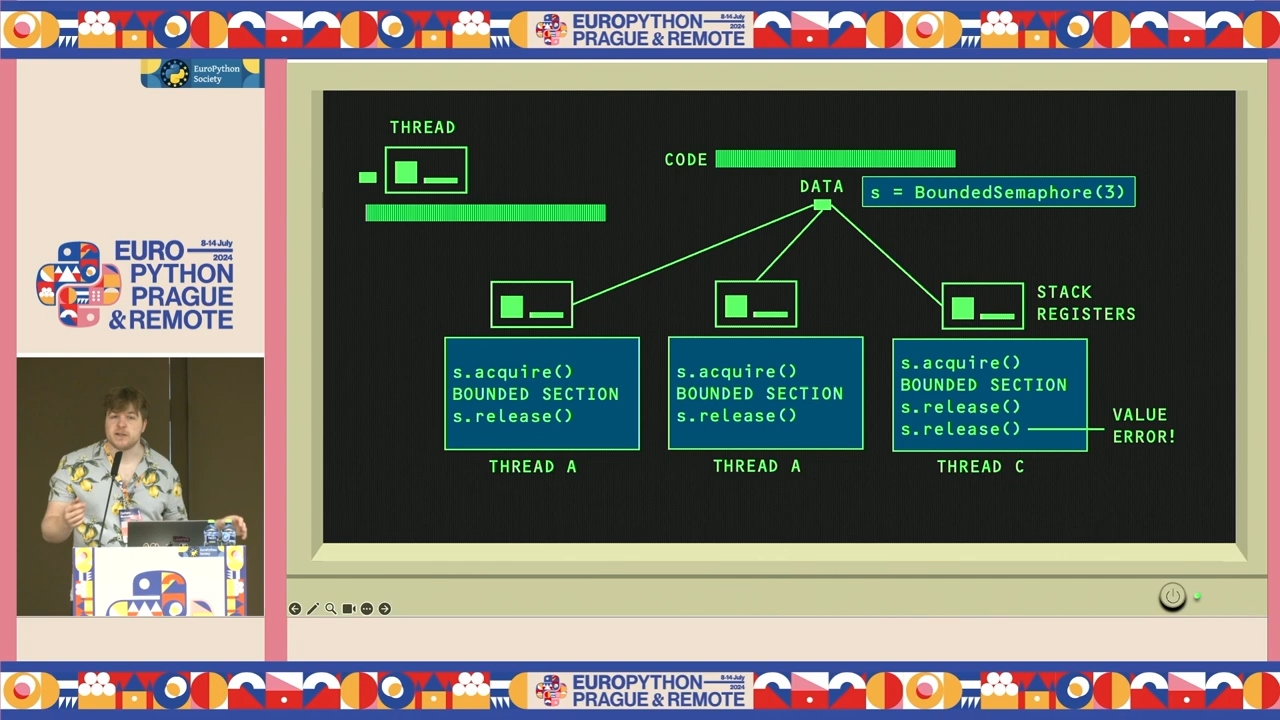 EUROPYTHON
8-14 July
2024
PRAGUE & REMOTE
EuroPython
Society
EURO
8-14 July
2024
PYTHON
PRAGUE
& REMOTE
THREAD
CODE
DATA
s = BoundedSemaphore(3)
STACK
REGISTERS
s.acquire()
BOUNDED SECTION
s.release()
THREAD A
s.acquire()
BOUNDED SECTION
s.release()
THREAD A
s.acquire()
BOUNDED SECTION
s.release()
s.release()
VALUE
ERROR!
THREAD C
EUROPYTHON
8-14 July
2024
PRAGUE & REMOTE